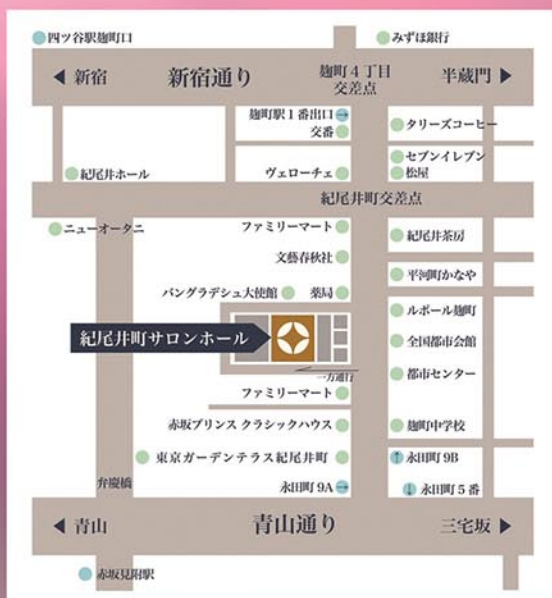 四ツ谷駅麹町口
みずほ銀行
◀ 新宿
新宿通り
麹町4丁目
交差点
半蔵門 ▶
麹町駅1番出口→
交番
タリーズコーヒー
セブンイレブン
松屋
紀尾井ホール
ヴェローチェ
紀尾井町交差点
ニューオータニ
ファミリーマート
紀尾井茶房
文藝春秋社
平河町かなや
バングラデシュ大使館
薬局
ルポール麹町
紀尾井町サロンホール
全国都市会館
一方通行
都市センター
ファミリーマート
赤坂プリンス クラシックハウス
麹町中学校
東京ガーデンテラス紀尾井町
↑ 永田町 9B
弁慶橋
永田町 9A →
↓ 永田町 5 番
◀ 青山
青山通り
三宅坂 ▶
赤坂見附駅